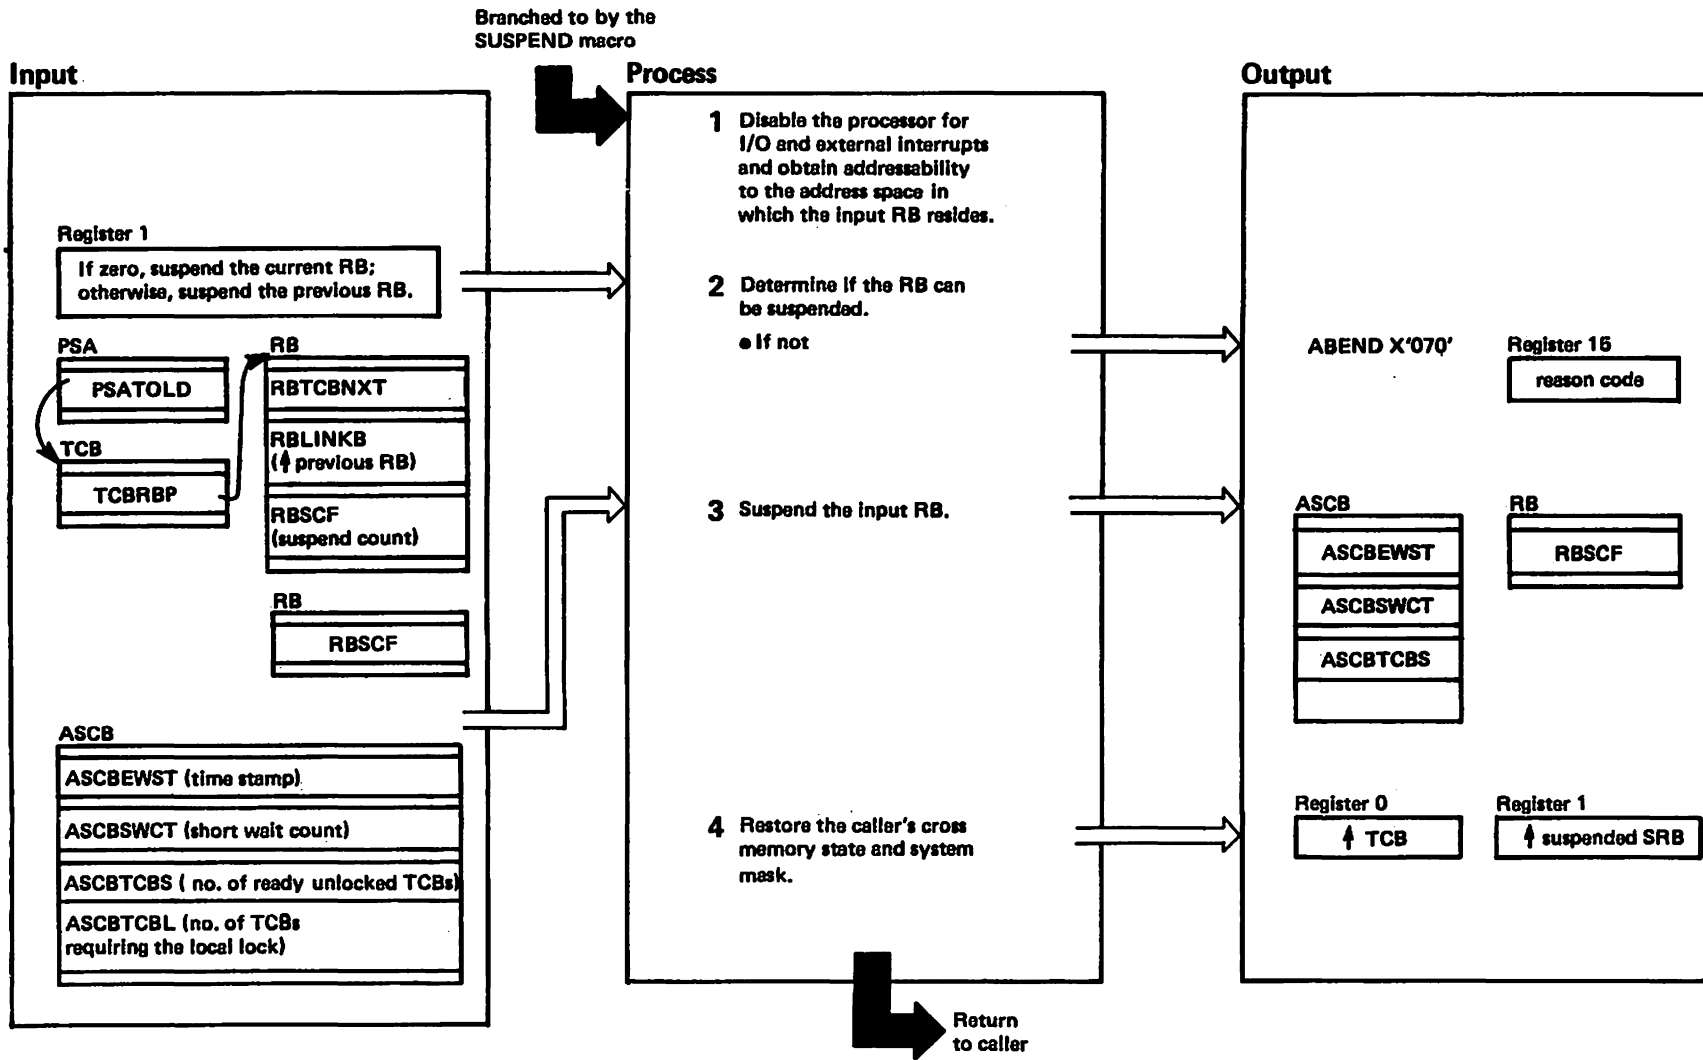 Branched to by the
SUSPEND macro
Input
Process
Output
Register 1
If zero, suspend the current RB;
otherwise, suspend the previous RB.
PSA
PSATOLD
TCB
TCBRBP
RB
RBTCBNXT
RBLINKB
(↑ previous RB)
RBSCF
(suspend count)
RB
RBSCF
ASCB
ASCBEWST (time stamp)
ASCBSWCT (short wait count)
ASCBTCBS ( no. of ready unlocked TCBs)
ASCBTCBL (no. of TCBs
requiring the local lock)
1 Disable the processor for
I/O and external interrupts
and obtain addressability
to the address space in
which the input RB resides.
2 Determine if the RB can
be suspended.
● If not
3 Suspend the input RB.
4 Restore the caller's cross
memory state and system
mask.
Return
to caller
ABEND X'070'
Register 15
reason code
ASCB
ASCBEWST
ASCBSWCT
ASCBTCBS
RB
RBSCF
Register 0
↑ TCB
Register 1
↑ suspended SRB